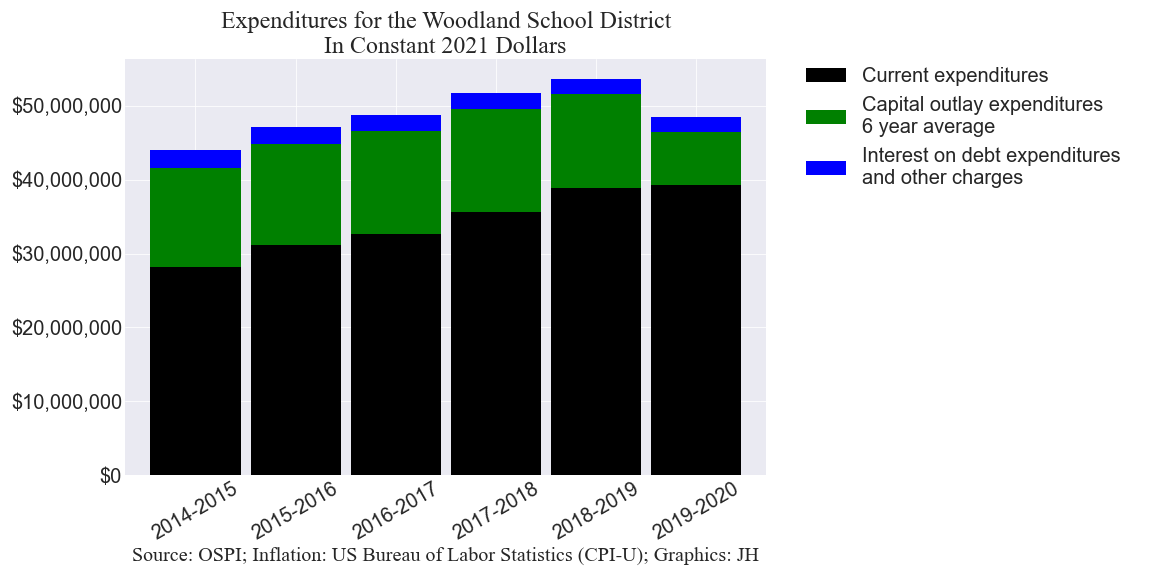 Expenditures for the Woodland School District
In Constant 2021 Dollars
$50,000,000
$40,000,000
$30,000,000
$20,000,000
$10,000,000
$0
2014-2015
2015-2016
2016-2017
2017-2018
2018-2019
2019-2020
Source: OSPI; Inflation: US Bureau of Labor Statistics (CPI-U); Graphics: JH
Current expenditures
Capital outlay expenditures
6 year average
Interest on debt expenditures
and other charges